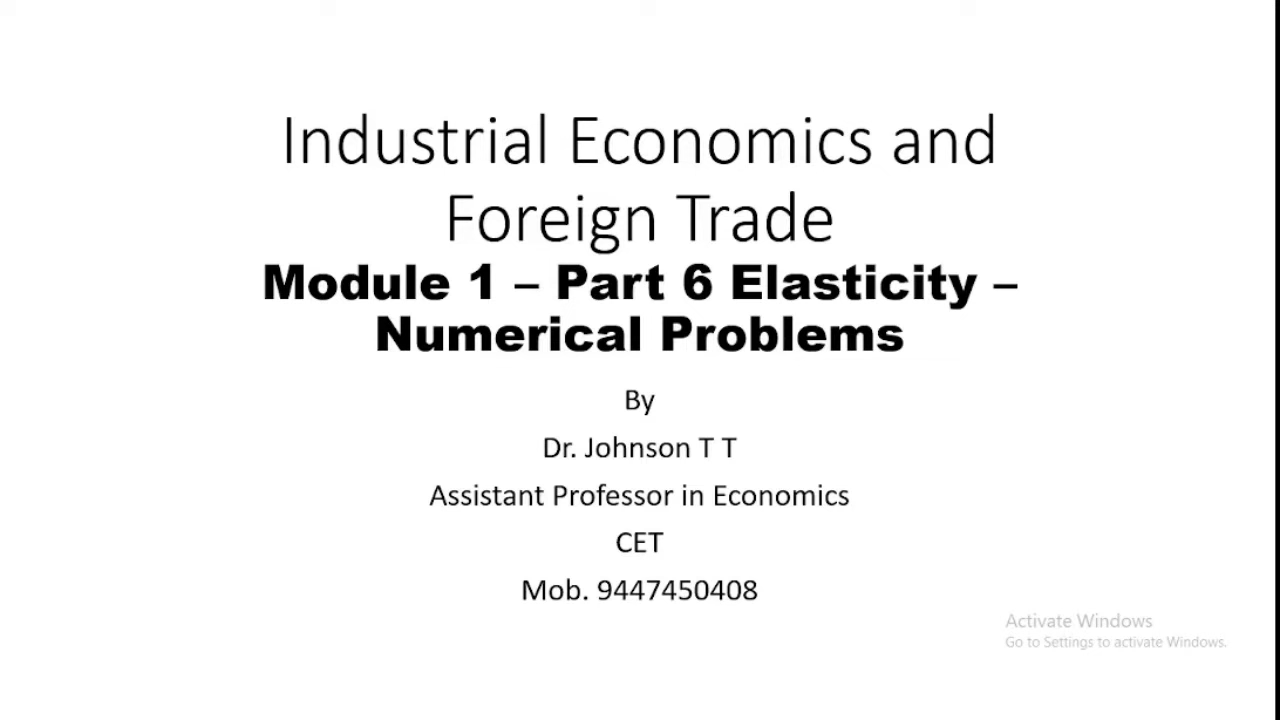 Industrial Economics and
Foreign Trade
Module 1 – Part 6 Elasticity –
Numerical Problems
By
Dr. Johnson T T
Assistant Professor in Economics
CET
Mob. 9447450408
Activate Windows
Go to Settings to activate Windows.